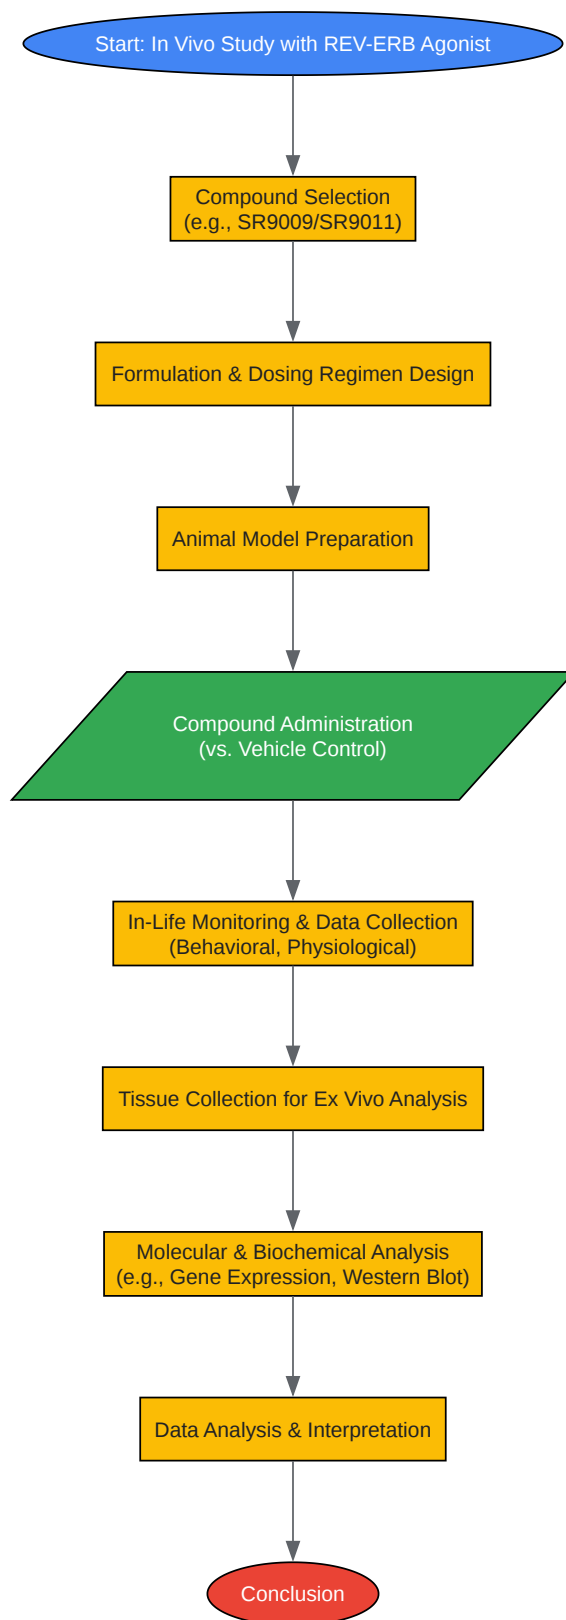 Start: In Vivo Study with REV-ERB Agonist
Compound Selection
(e.g., SR9009/SR9011)
Formulation & Dosing Regimen Design
Animal Model Preparation
Compound Administration
(vs. Vehicle Control)
In-Life Monitoring & Data Collection
(Behavioral, Physiological)
Tissue Collection for Ex Vivo Analysis
Molecular & Biochemical Analysis
(e.g., Gene Expression, Western Blot)
Data Analysis & Interpretation
Conclusion